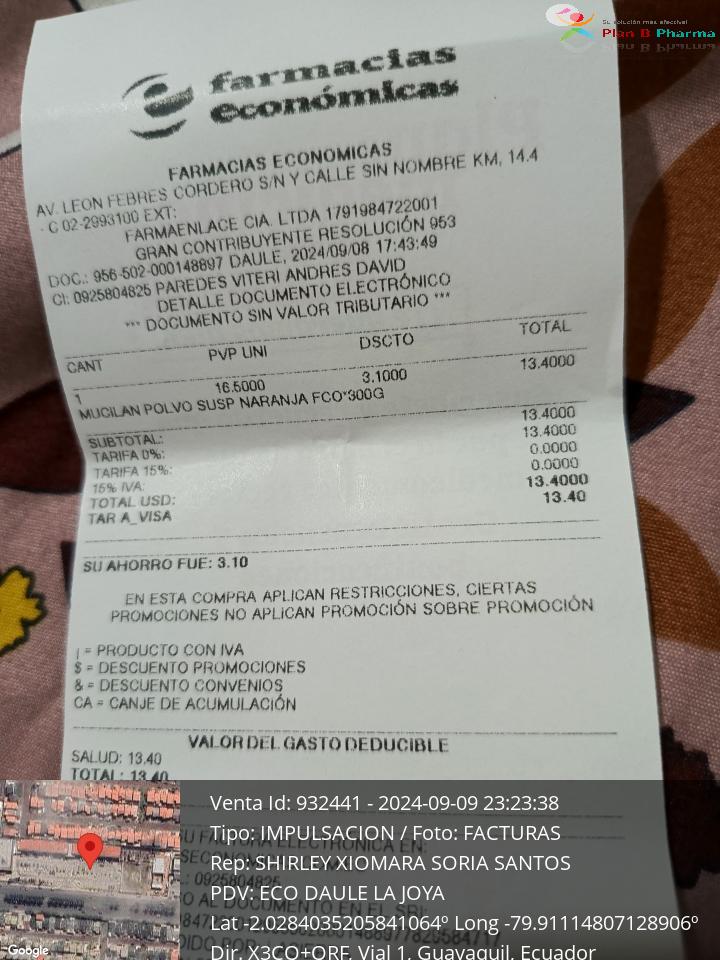 Su solución más efectiva!
Plan B Pharma
farmacias
económicas
FARMACIAS ECONOMICAS
AV. LEON FEBRES CORDERO S/N Y CALLE SIN NOMBRE KM, 14.4
- C 02-2993100 EXT:
FARMAENLACE CIA. LTDA 1791984722001
GRAN CONTRIBUYENTE RESOLUCIÓN 953
DOC.: 956-502-000148897 DAULE, 2024/09/08 17:43:49
CI: 0925804825 PAREDES VITERI ANDRES DAVID
DETALLE DOCUMENTO ELECTRÓNICO
*** DOCUMENTO SIN VALOR TRIBUTARIO ***
CANT PVP UNI DSCTO TOTAL
1 16.5000 3.1000 13.4000
MUCILAN POLVO SUSP NARANJA FCO*300G
SUBTOTAL: 13.4000
TARIFA 0%: 13.4000
TARIFA 15%: 0.0000
15% IVA: 0.0000
TOTAL USD: 13.4000
TAR A_VISA 13.40
SU AHORRO FUE: 3.10
EN ESTA COMPRA APLICAN RESTRICCIONES, CIERTAS
PROMOCIONES NO APLICAN PROMOCIÓN SOBRE PROMOCIÓN
¡ = PRODUCTO CON IVA
$ = DESCUENTO PROMOCIONES
& = DESCUENTO CONVENIOS
CA = CANJE DE ACUMULACIÓN
VALOR DEL GASTO DEDUCIBLE
SALUD: 13.40
TOTAL: 13.40
Venta Id: 932441 - 2024-09-09 23:23:38
SU FACTURA ELECTRÓNICA EN:
Tipo: IMPULSACION / Foto: FACTURAS
Rep: SHIRLEY XIOMARA SORIA SANTOS
PDV: ECO DAULE LA JOYA
Lat -2.0284035205841064º Long -79.91114807128906º
Dir. X3CQ+QRF, Vial 1, Guayaquil, Ecuador
Google